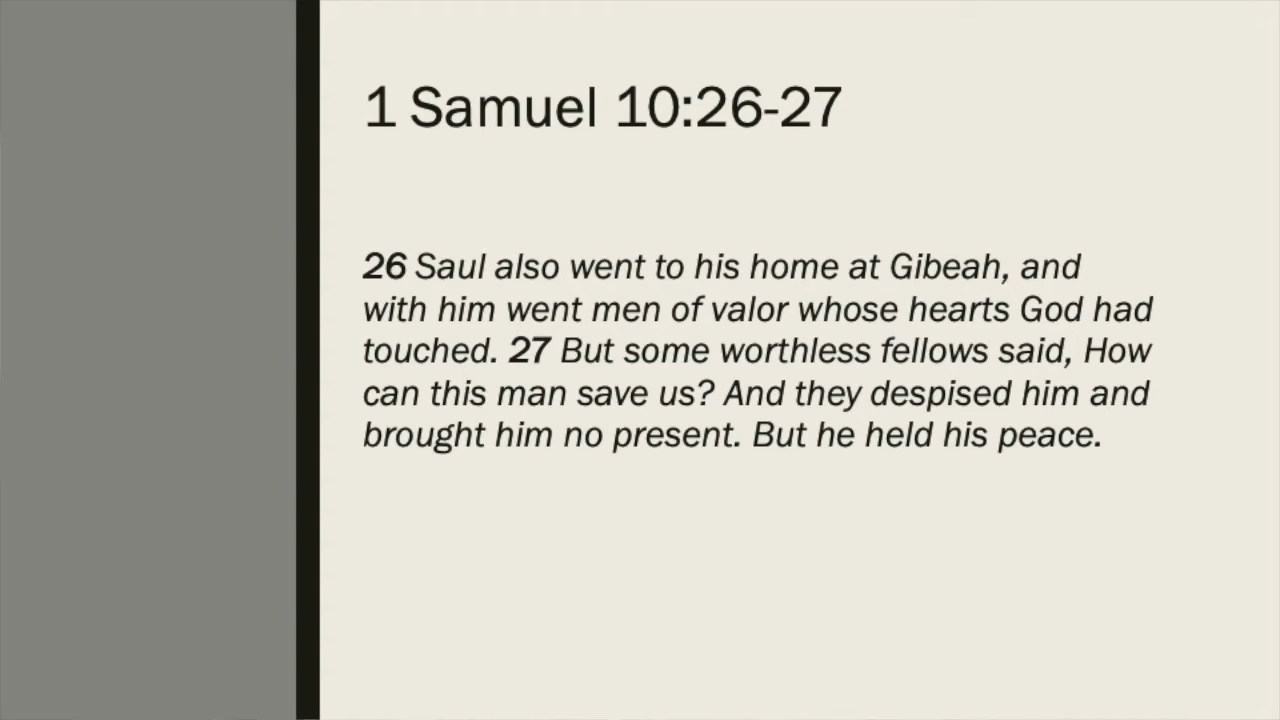 1 Samuel 10:26-27
26 Saul also went to his home at Gibeah, and
with him went men of valor whose hearts God had
touched. 27 But some worthless fellows said, How
can this man save us? And they despised him and
brought him no present. But he held his peace.